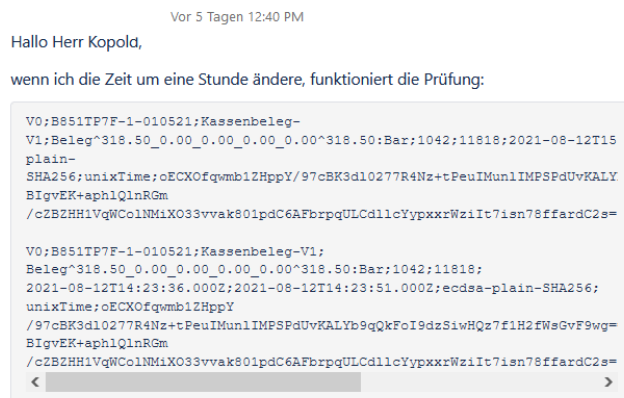 Vor 5 Tagen 12:40 PM
Hallo Herr Kopold,
wenn ich die Zeit um eine Stunde ändere, funktioniert die Prüfung:
V0;B851TP7F-1-010521;Kassenbeleg-
V1;Beleg^318.50_0.00_0.00_0.00_0.00^318.50:Bar;1042;11818;2021-08-12T15
plain-
SHA256;unixTime;oECXOfqwmb1ZHppY/97cBK3dl0277R4Nz+tPeuIMunlIMPSPdUvKALY
BIgvEK+aphlQlnRGm
/cZBZHH1VqWColNMiXO33vvak801pdC6AFbrpqULCdllcYypxxrWziIt7isn78ffardC2s=
V0;B851TP7F-1-010521;Kassenbeleg-V1;
Beleg^318.50_0.00_0.00_0.00_0.00^318.50:Bar;1042;11818;
2021-08-12T14:23:36.000Z;2021-08-12T14:23:51.000Z;ecdsa-plain-SHA256;
unixTime;oECXOfqwmb1ZHppY
/97cBK3dl0277R4Nz+tPeuIMunlIMPSPdUvKALYb9qQkFoI9dzSiwHQz7f1H2fWsGvF9wg=
BIgvEK+aphlQlnRGm
/cZBZHH1VqWColNMiXO33vvak801pdC6AFbrpqULCdllcYypxxrWziIt7isn78ffardC2s=